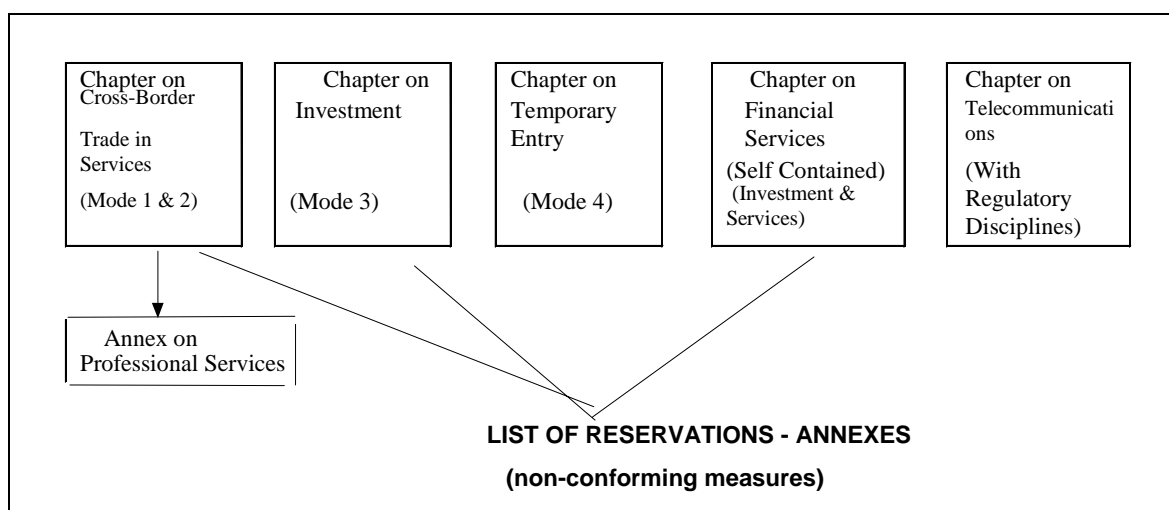 Chapter on
Cross-Border
Trade in
Services
(Mode 1 & 2)
Chapter on
Investment
(Mode 3)
Chapter on
Temporary
Entry
(Mode 4)
Chapter on
Financial
Services
(Self Contained)
(Investment &
Services)
Chapter on
Telecommunicati
ons
(With
Regulatory
Disciplines)
Annex on
Professional Services
LIST OF RESERVATIONS - ANNEXES
(non-conforming measures)